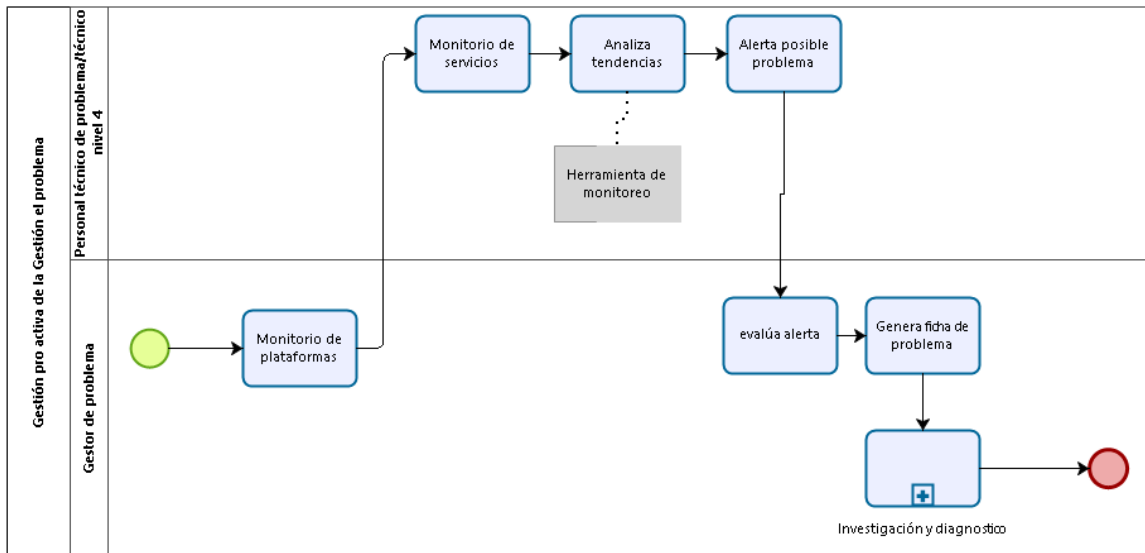 Gestión pro activa de la Gestión el problema
Personal técnico de problema/técnico
nivel 4
Monitorio de
servicios
Analiza
tendencias
Alerta posible
problema
Herramienta de
monitoreo
Gestor de problema
Monitorio de
plataformas
evalúa alerta
Genera ficha de
problema
Investigación y diagnostico